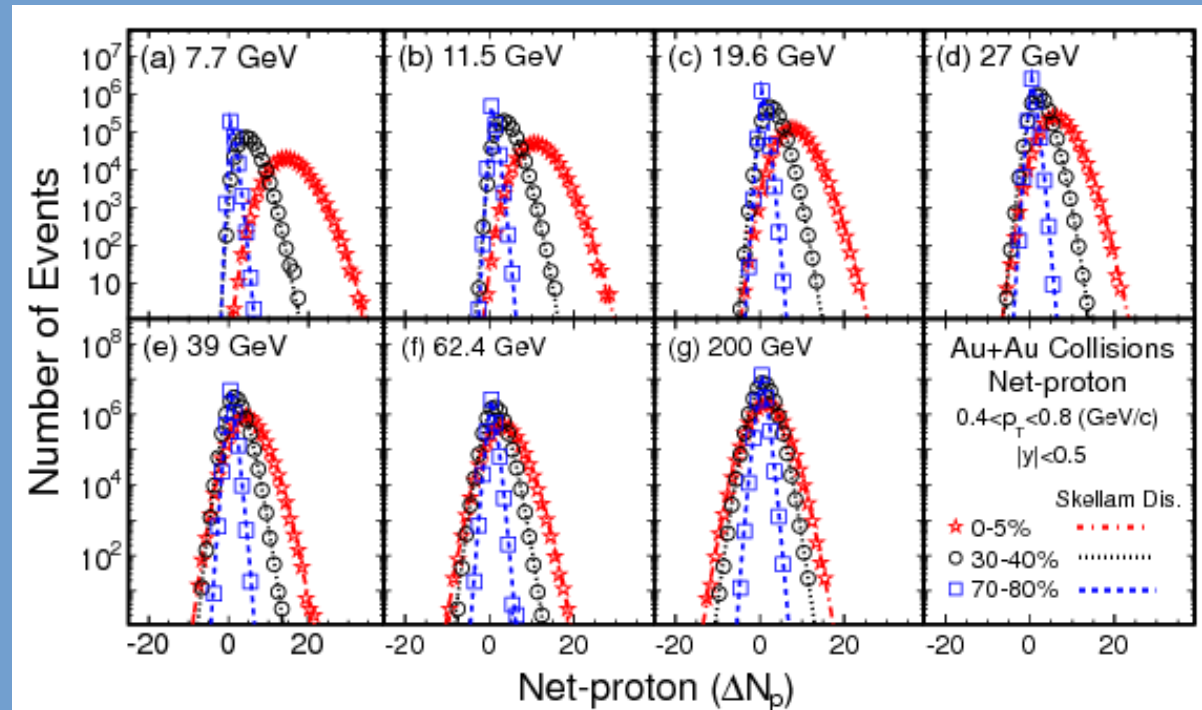 Number of Events
10⁷
10⁶
10⁵
10⁴
10³
10²
10
(a) 7.7 GeV
(b) 11.5 GeV
(c) 19.6 GeV
(d) 27 GeV
10⁸
10⁶
10⁴
10²
(e) 39 GeV
(f) 62.4 GeV
(g) 200 GeV
Au+Au Collisions
Net-proton
0.4<p_T<0.8 (GeV/c)
|y|<0.5
Skellam Dis.
0-5%
30-40%
70-80%
-20 0 20 0 20 -20 0 20 -20 0 20
Net-proton (ΔN_p)